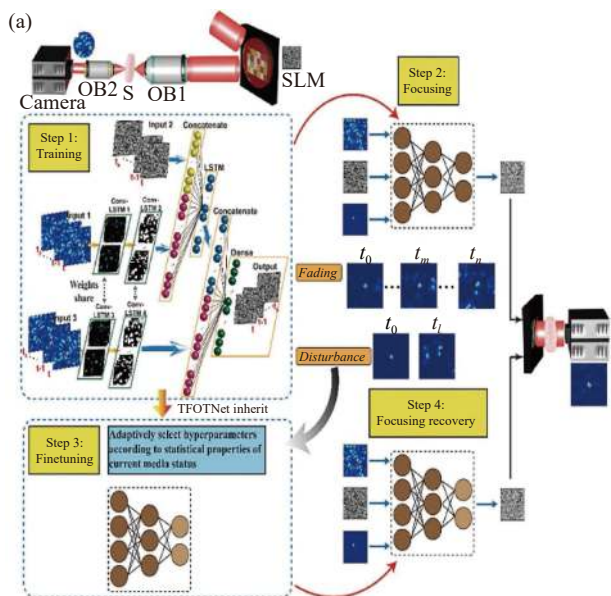 (a)
SLM
OB2
S
OB1
Camera
Step 1:
Training
Input 2
Concatenate
LSTM
Conv-
LSTM 1
Conv-
LSTM 2
Input 1
Concatenate
Dense
Output
Weights
share
Input 3
Conv-
LSTM 3
Conv-
LSTM 4
t-1
t
Step 2:
Focusing
Fading
t0
tm
tn
Disturbance
t0
tl
TFOTNet inherit
Step 3:
Finetuning
Adaptively select hyperparameters
according to statistical properties of
current media status
Step 4:
Focusing recovery